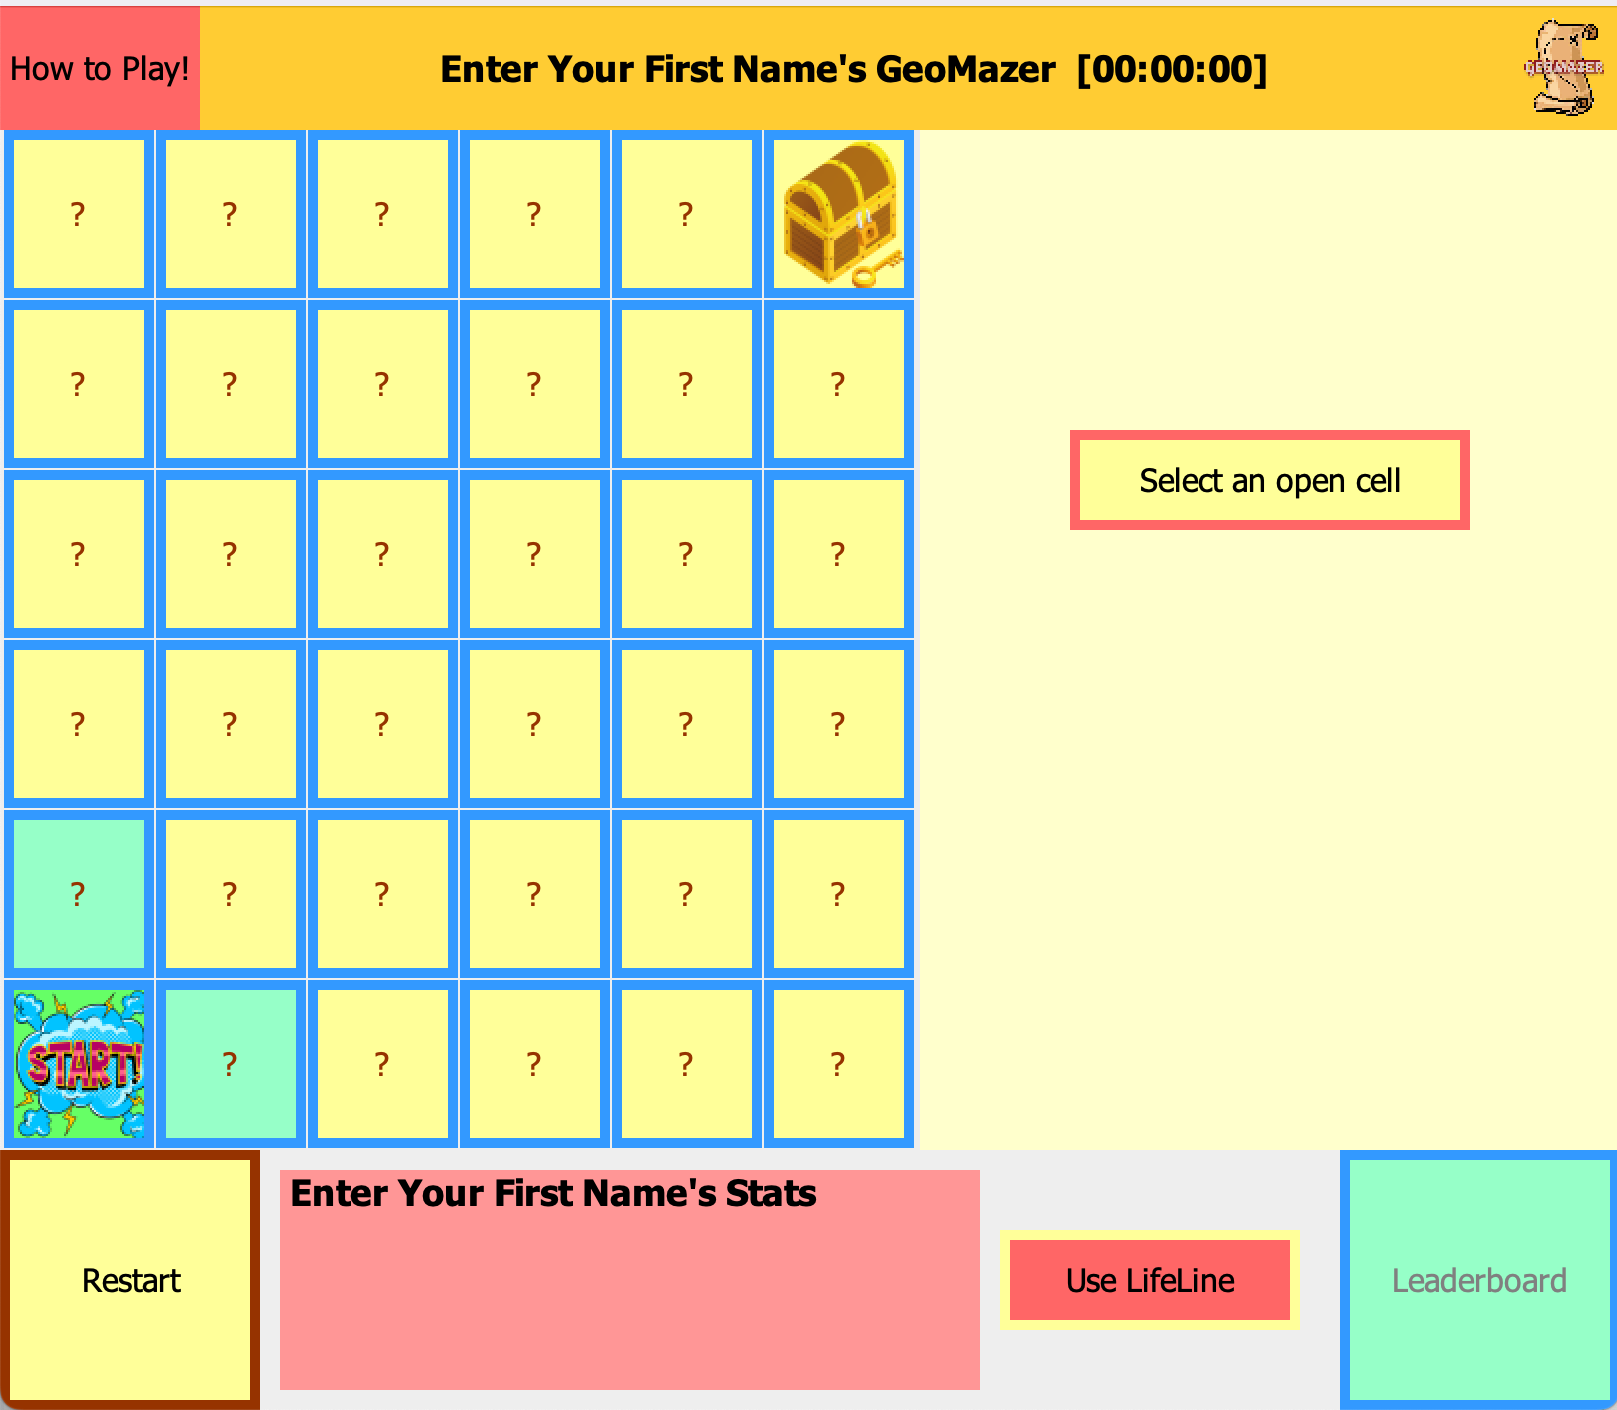 How to Play!
Enter Your First Name's GeoMazer [00:00:00]
GEOMAZER
? ? ? ? ?
? ? ? ? ? ?
? ? ? ? ? ?
Select an open cell
? ? ? ? ? ?
? ? ? ? ? ?
START! ? ? ? ? ?
Restart
Enter Your First Name's Stats
Use LifeLine
Leaderboard